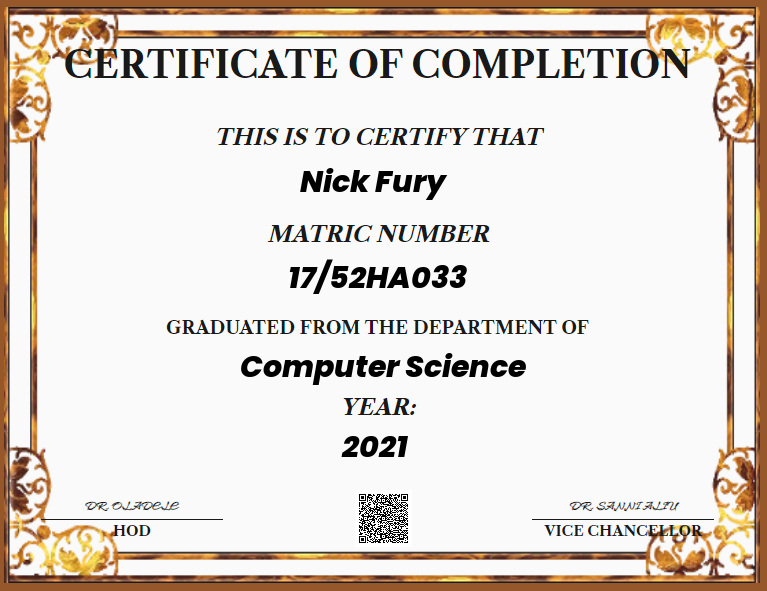 CERTIFICATE OF COMPLETION
THIS IS TO CERTIFY THAT
Nick Fury
MATRIC NUMBER
17/52HA033
GRADUATED FROM THE DEPARTMENT OF
Computer Science
YEAR:
2021
DR. OLADELE
DR. SANNI ALIU
HOD
VICE CHANCELLOR